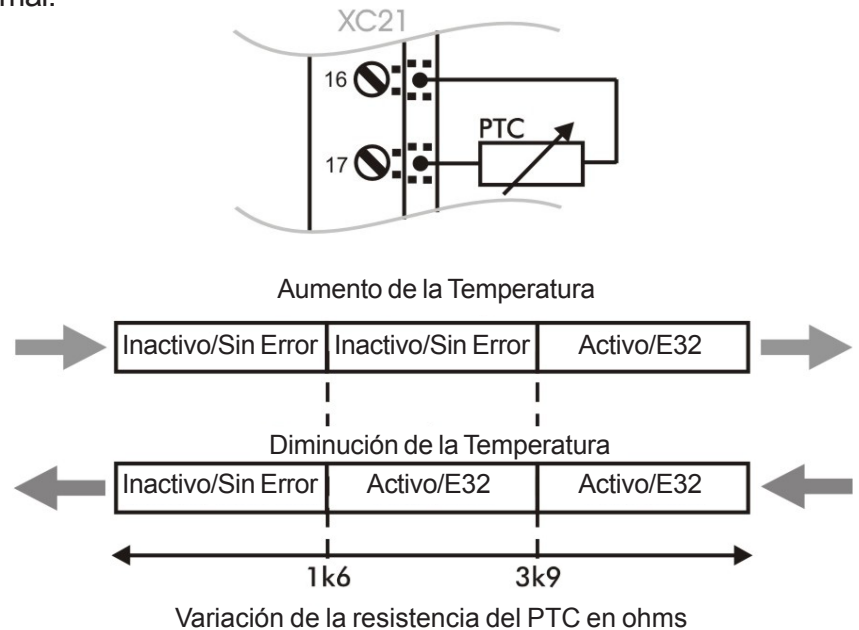 mal.
XC21
16
PTC
17
Aumento de la Temperatura
Inactivo/Sin Error Inactivo/Sin Error Activo/E32
Diminución de la Temperatura
Inactivo/Sin Error Activo/E32 Activo/E32
1k6 3k9
Variación de la resistencia del PTC en ohms